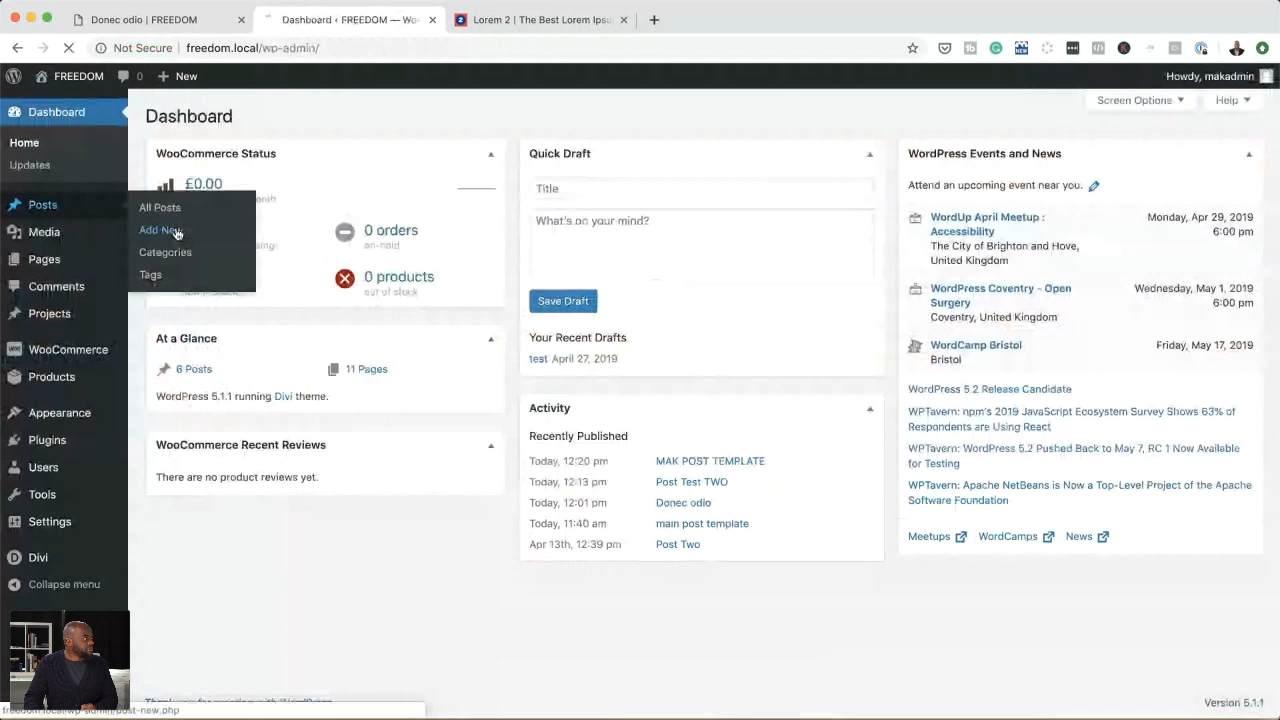 Donec odio | FREEDOM
Dashboard ‹ FREEDOM — Wo
Lorem 2 | The Best Lorem Ipsu
Not Secure
freedom.local/wp-admin/
FREEDOM
0
New
Howdy, makadmin
Dashboard
Home
Updates
Posts
Media
Pages
Comments
Projects
WooCommerce
Products
Appearance
Plugins
Users
Tools
Settings
Divi
Collapse menu
All Posts
Add New
Categories
Tags
Dashboard
Screen Options
Help
WooCommerce Status
£0.00
0 orders
0 products
out of stock
At a Glance
6 Posts
11 Pages
WordPress 5.1.1 running Divi theme.
WooCommerce Recent Reviews
There are no product reviews yet.
Quick Draft
Title
What's on your mind?
Save Draft
Your Recent Drafts
test April 27, 2019
Activity
Recently Published
Today, 12:20 pm MAK POST TEMPLATE
Today, 12:13 pm Post Test TWO
Today, 12:01 pm Donec odio
Today, 11:40 am main post template
Apr 13th, 12:39 pm Post Two
WordPress Events and News
Attend an upcoming event near you.
WordUp April Meetup : Monday, Apr 29, 2019
Accessibility 6:00 pm
The City of Brighton and Hove,
United Kingdom
WordPress Coventry - Open Wednesday, May 1, 2019
Surgery 6:00 pm
Coventry, United Kingdom
WordCamp Bristol Friday, May 17, 2019
Bristol
WordPress 5.2 Release Candidate
WPTavern: npm's 2019 JavaScript Ecosystem Survey Shows 63% of
Respondents are Using React
WPTavern: WordPress 5.2 Pushed Back to May 7, RC 1 Now Available
for Testing
WPTavern: Apache NetBeans is Now a Top-Level Project of the Apache
Software Foundation
Meetups WordCamps News
freedom.local/wp-admin/post-new.php
Version 5.1.1